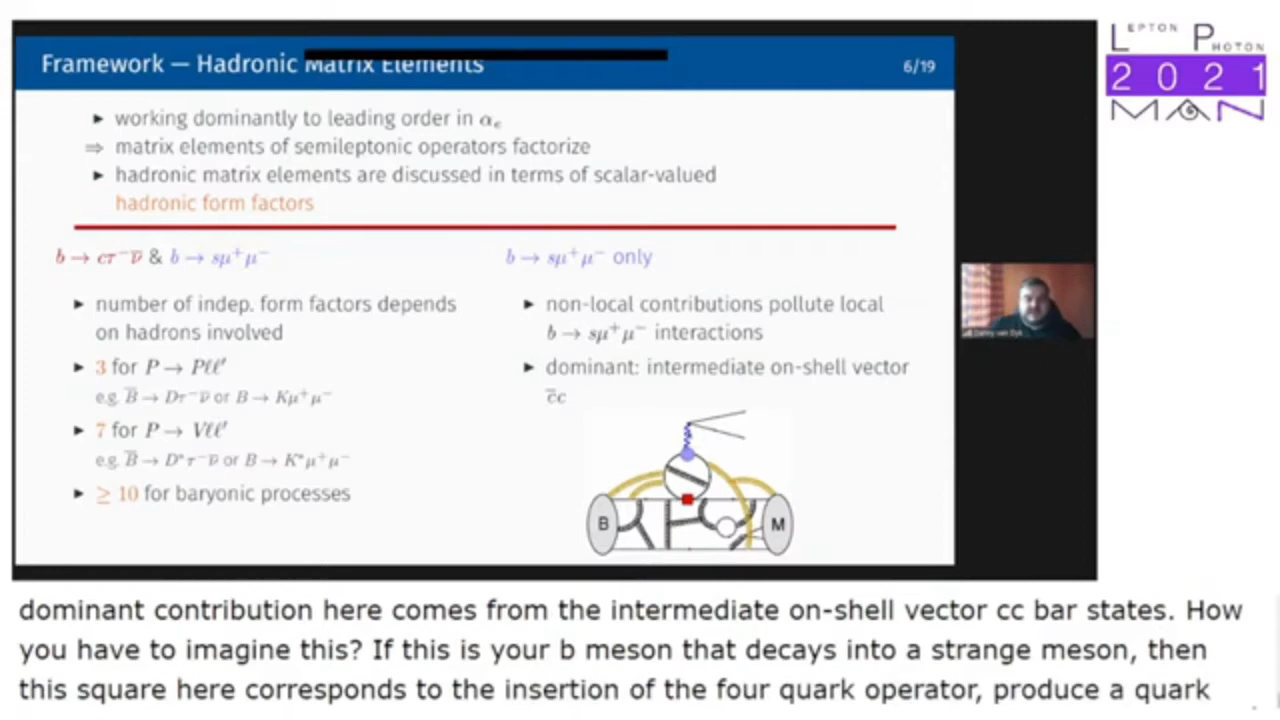 Framework — Hadronic Matrix Elements
6/19
LEPTON PHOTON
2021
MAN
► working dominantly to leading order in αₑ
⇒ matrix elements of semileptonic operators factorize
► hadronic matrix elements are discussed in terms of scalar-valued
hadronic form factors
b → cτ⁻ν̅ & b → sμ⁺μ⁻
► number of indep. form factors depends
on hadrons involved
► 3 for P → Pℓℓ′
e.g. B̅ → Dτ⁻ν̅ or B → Kμ⁺μ⁻
► 7 for P → Vℓℓ′
e.g. B̅ → D*τ⁻ν̅ or B → K*μ⁺μ⁻
► ≥ 10 for baryonic processes
b → sμ⁺μ⁻ only
► non-local contributions pollute local
b → sμ⁺μ⁻ interactions
► dominant: intermediate on-shell vector
c̅c
B
M
dominant contribution here comes from the intermediate on-shell vector cc bar states. How
you have to imagine this? If this is your b meson that decays into a strange meson, then
this square here corresponds to the insertion of the four quark operator, produce a quark